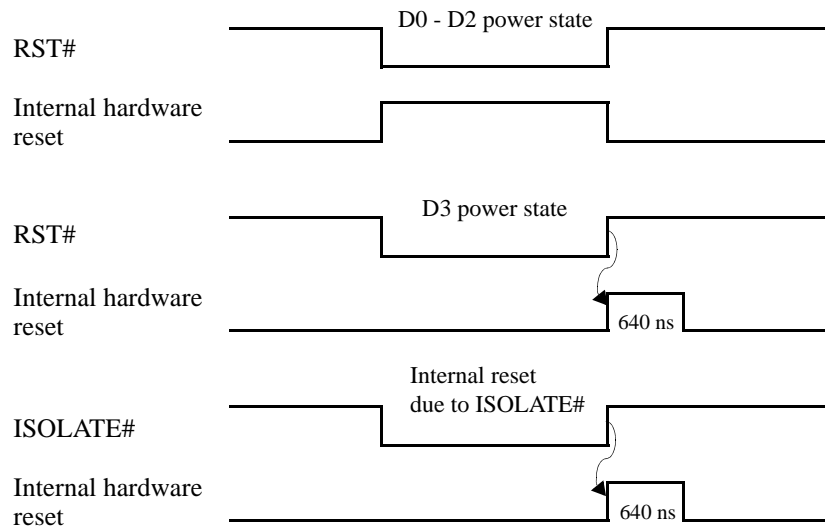 D0 - D2 power state
RST#
Internal hardware
reset
D3 power state
RST#
Internal hardware
reset
640 ns
Internal reset
due to ISOLATE#
ISOLATE#
Internal hardware
reset
640 ns